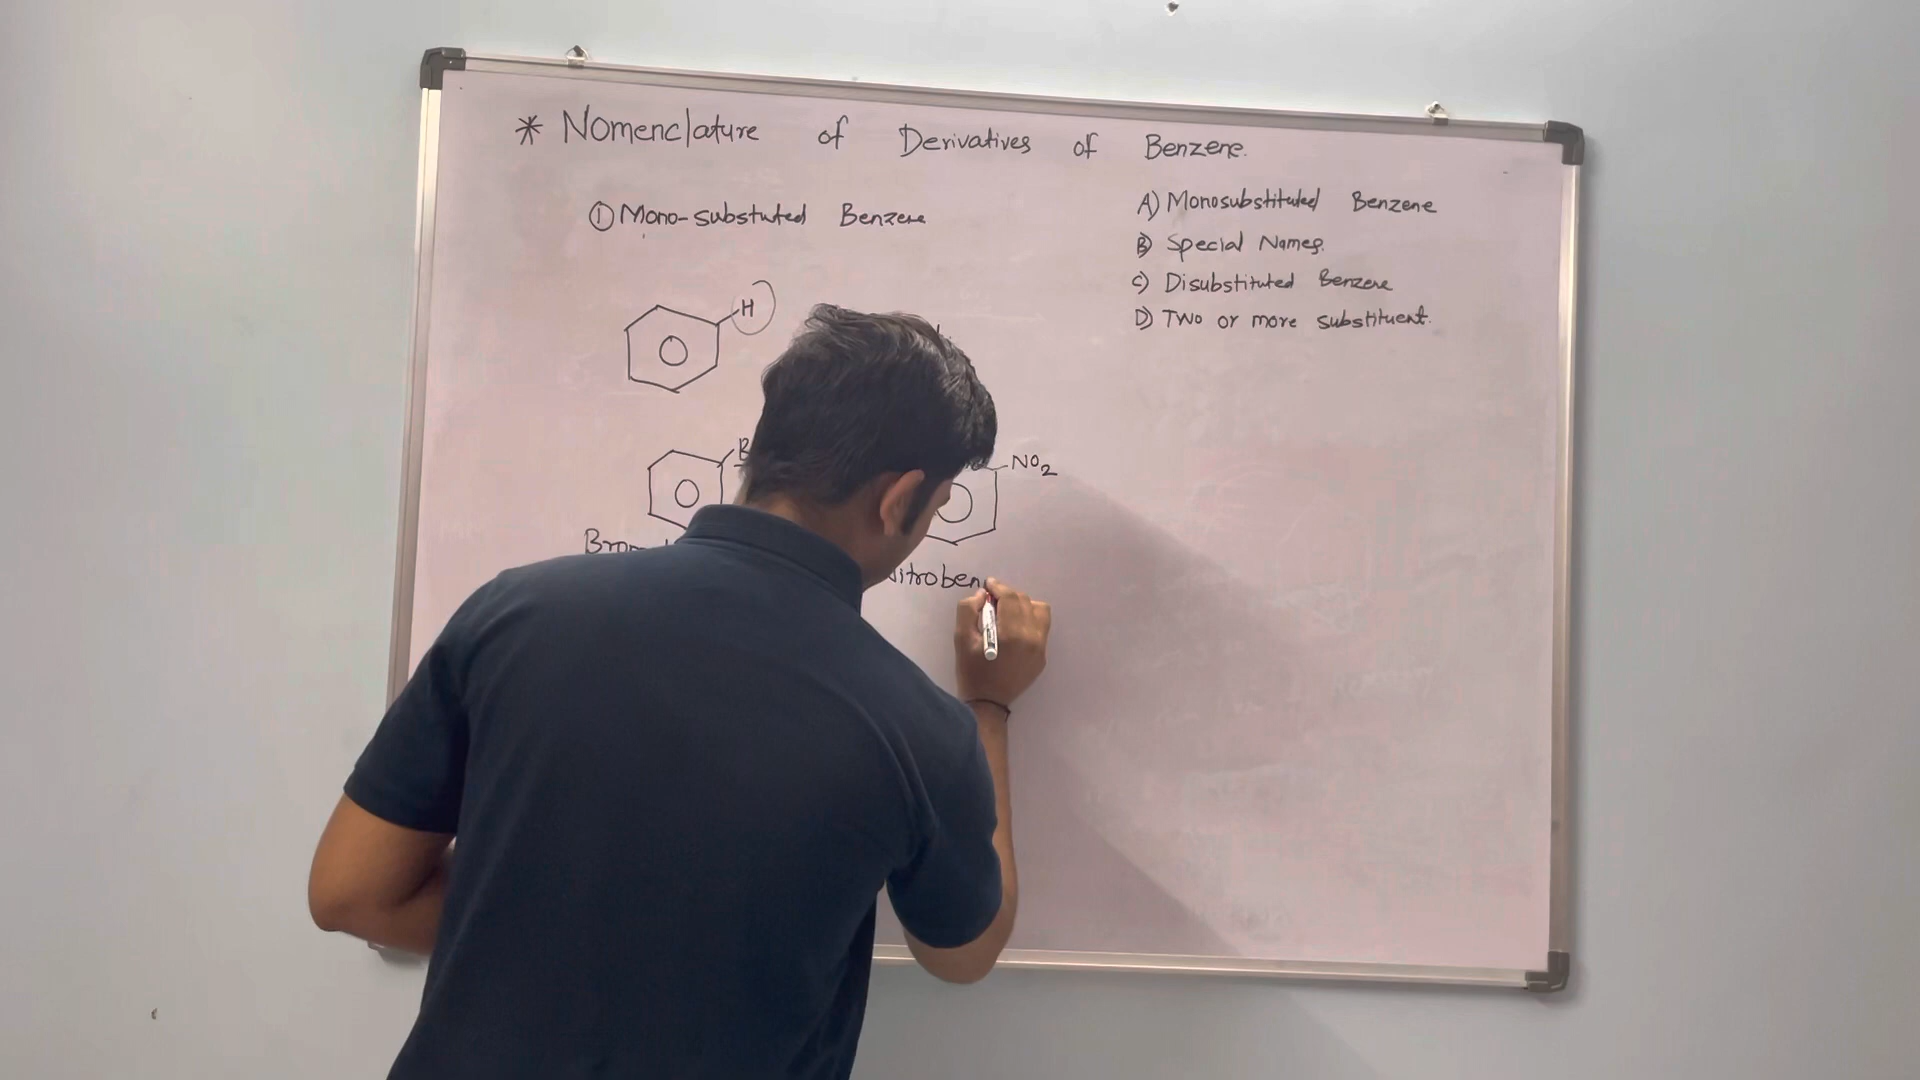 * Nomenclature of Derivatives of Benzene.
① Mono-substuted Benzene
H
NO2
A) Monosubstituted Benzene
B) Special Names.
C) Disubstituted Benzene
D) Two or more substituent.